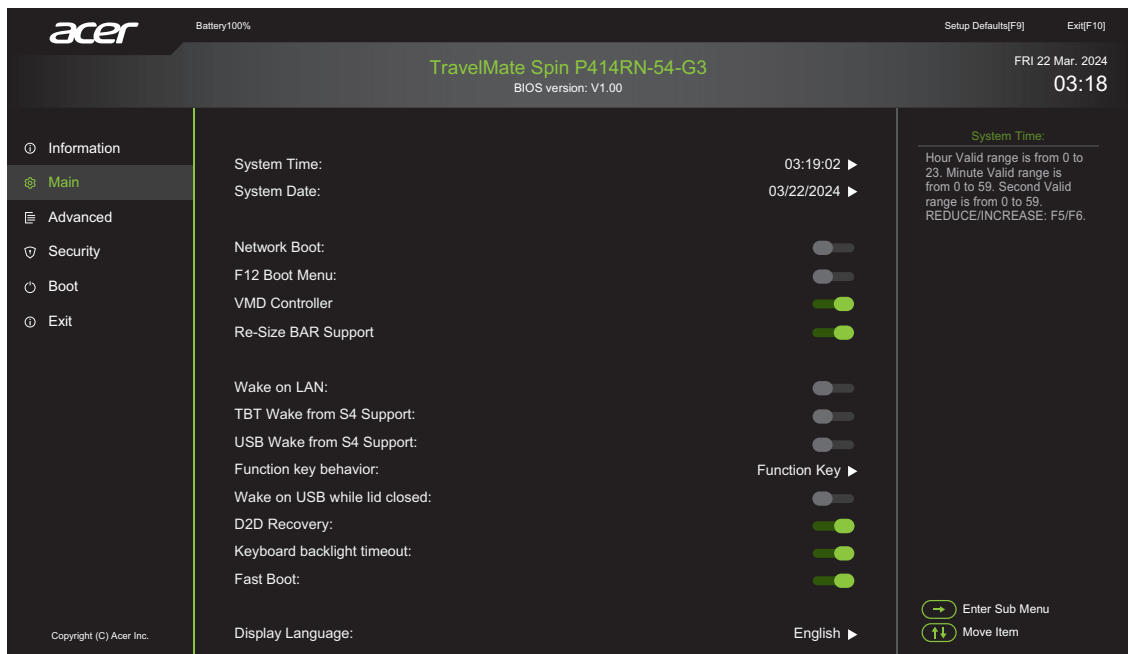 acer
Battery100%
Setup Defaults[F9]
Exit[F10]
TravelMate Spin P414RN-54-G3
BIOS version: V1.00
FRI 22 Mar. 2024
03:18
Information
Main
Advanced
Security
Boot
Exit
System Time:
03:19:02
System Date:
03/22/2024
Network Boot:
F12 Boot Menu:
VMD Controller
Re-Size BAR Support
Wake on LAN:
TBT Wake from S4 Support:
USB Wake from S4 Support:
Function key behavior:
Function Key
Wake on USB while lid closed:
D2D Recovery:
Keyboard backlight timeout:
Fast Boot:
Display Language:
English
System Time:
Hour Valid range is from 0 to
23. Minute Valid range is
from 0 to 59. Second Valid
range is from 0 to 59.
REDUCE/INCREASE: F5/F6.
Enter Sub Menu
Move Item
Copyright (C) Acer Inc.